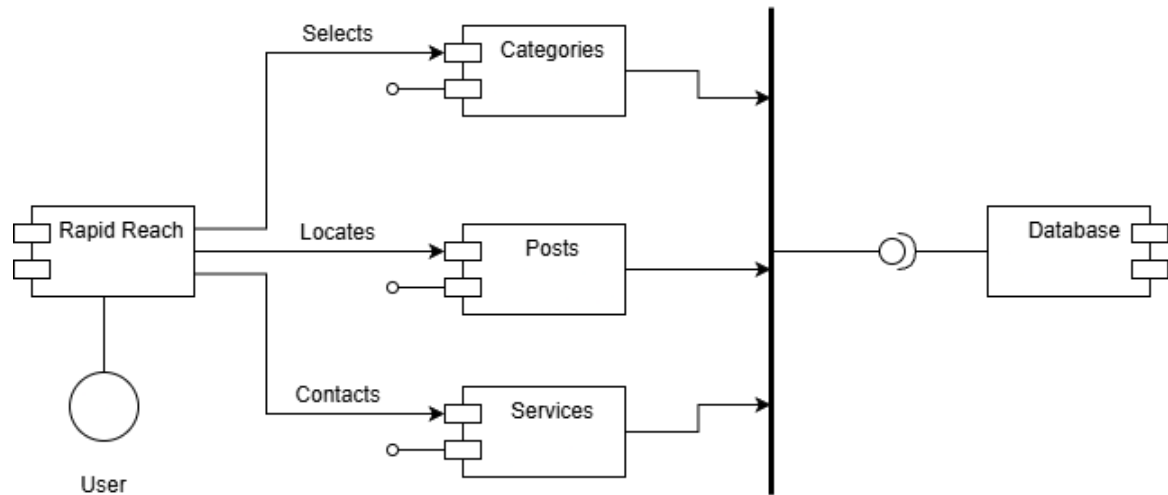 Selects
Categories
Rapid Reach
Locates
Posts
Database
Contacts
Services
User